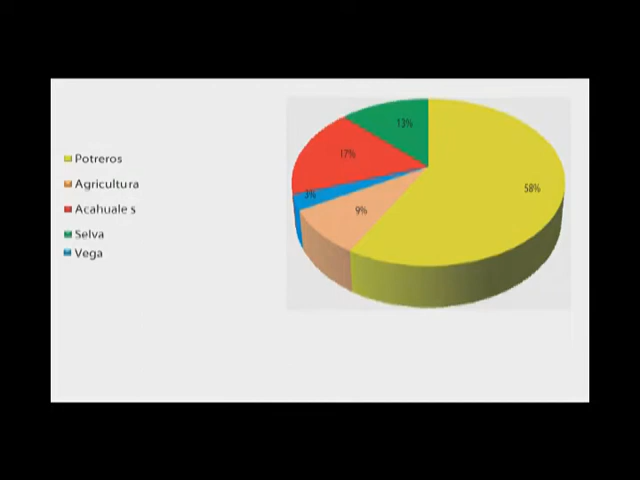 Potreros
Agricultura
Acahuale s
Selva
Vega
13%
17%
3%
58%
9%